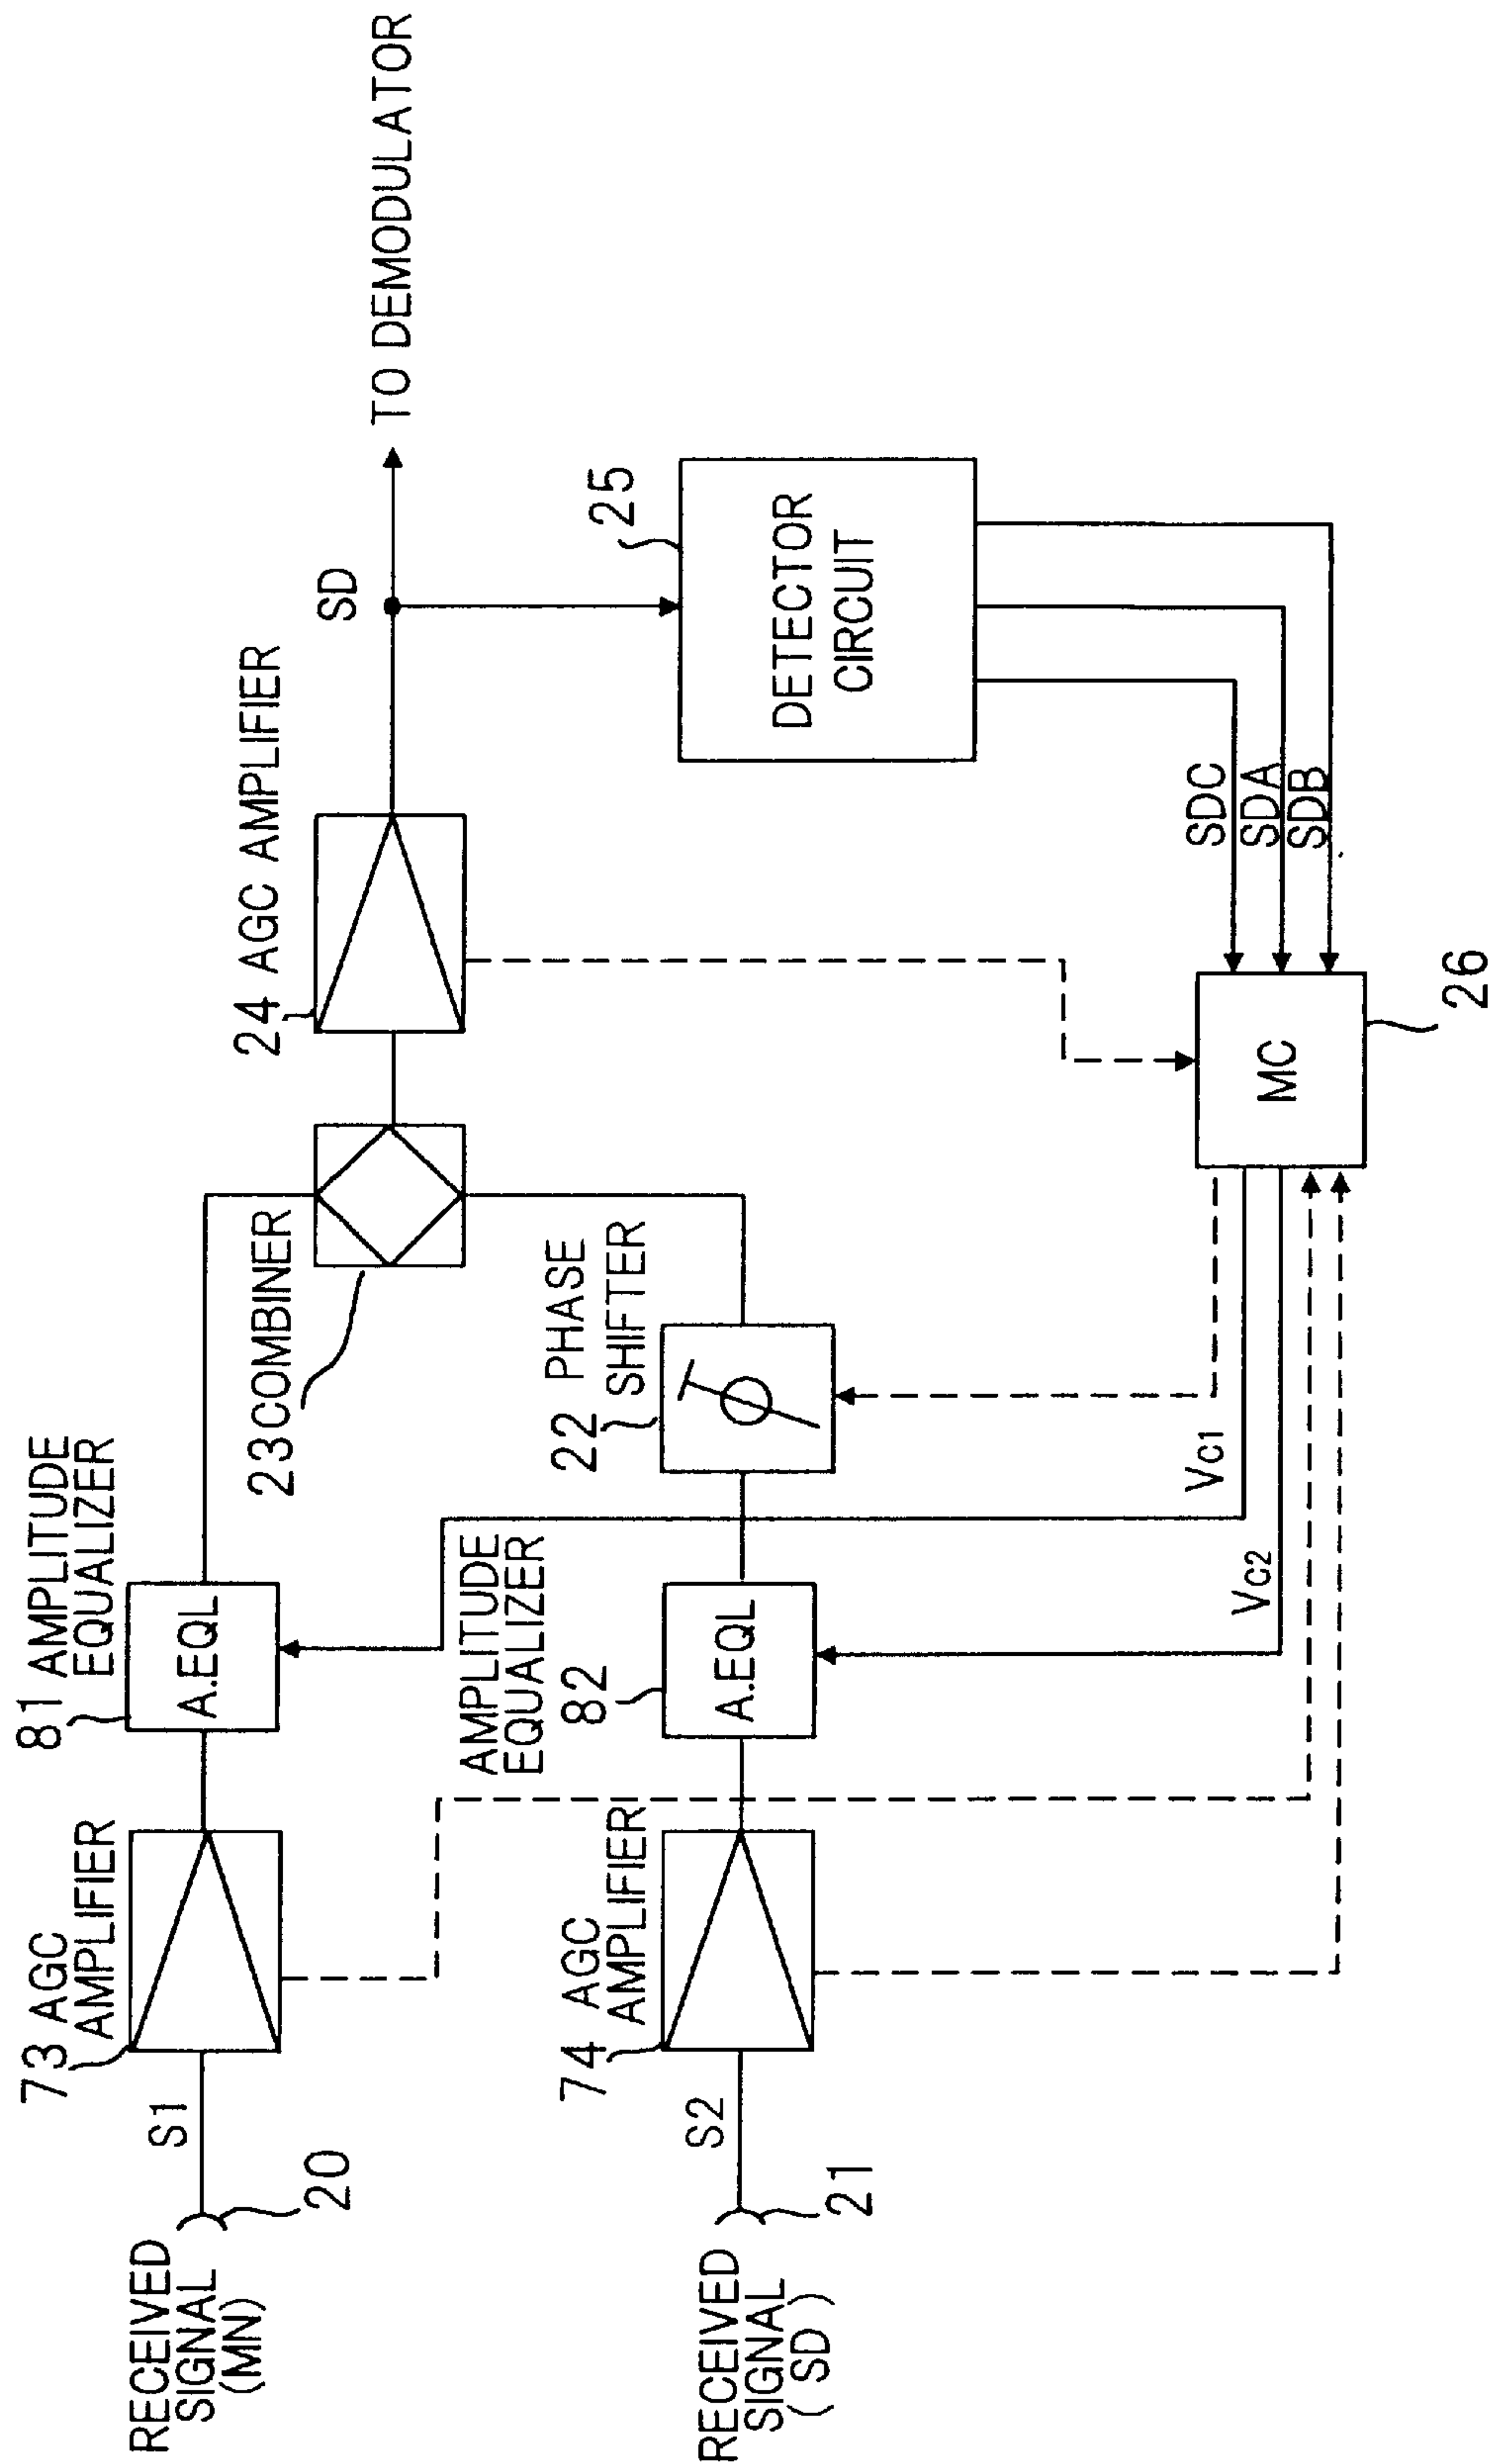 RECEIVED
SIGNAL
(MN)
20
S1
73 AGC
AMPLIFIER
81 AMPLITUDE
EQUALIZER
A.EQL
23 COMBINER
24 AGC AMPLIFIER
SD
TO DEMODULATOR
RECEIVED
SIGNAL
( SD )
21
S2
74 AGC
AMPLIFIER
AMPLITUDE
EQUALIZER
82
A.EQL
22 PHASE
SHIFTER
25
DETECTOR
CIRCUIT
Vc1
Vc2
MC
26
SDC
SDA
SDB